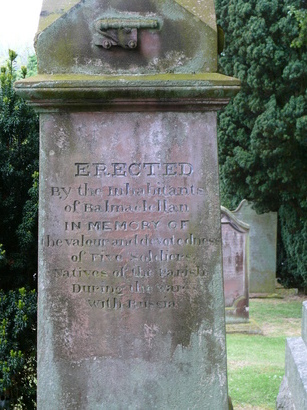 ERECTED
By the Inhabitants
of Balmaclellan
IN MEMORY OF
the valour and devotedness
of Five soldiers
Natives of the Parish
During the wars
With Russia